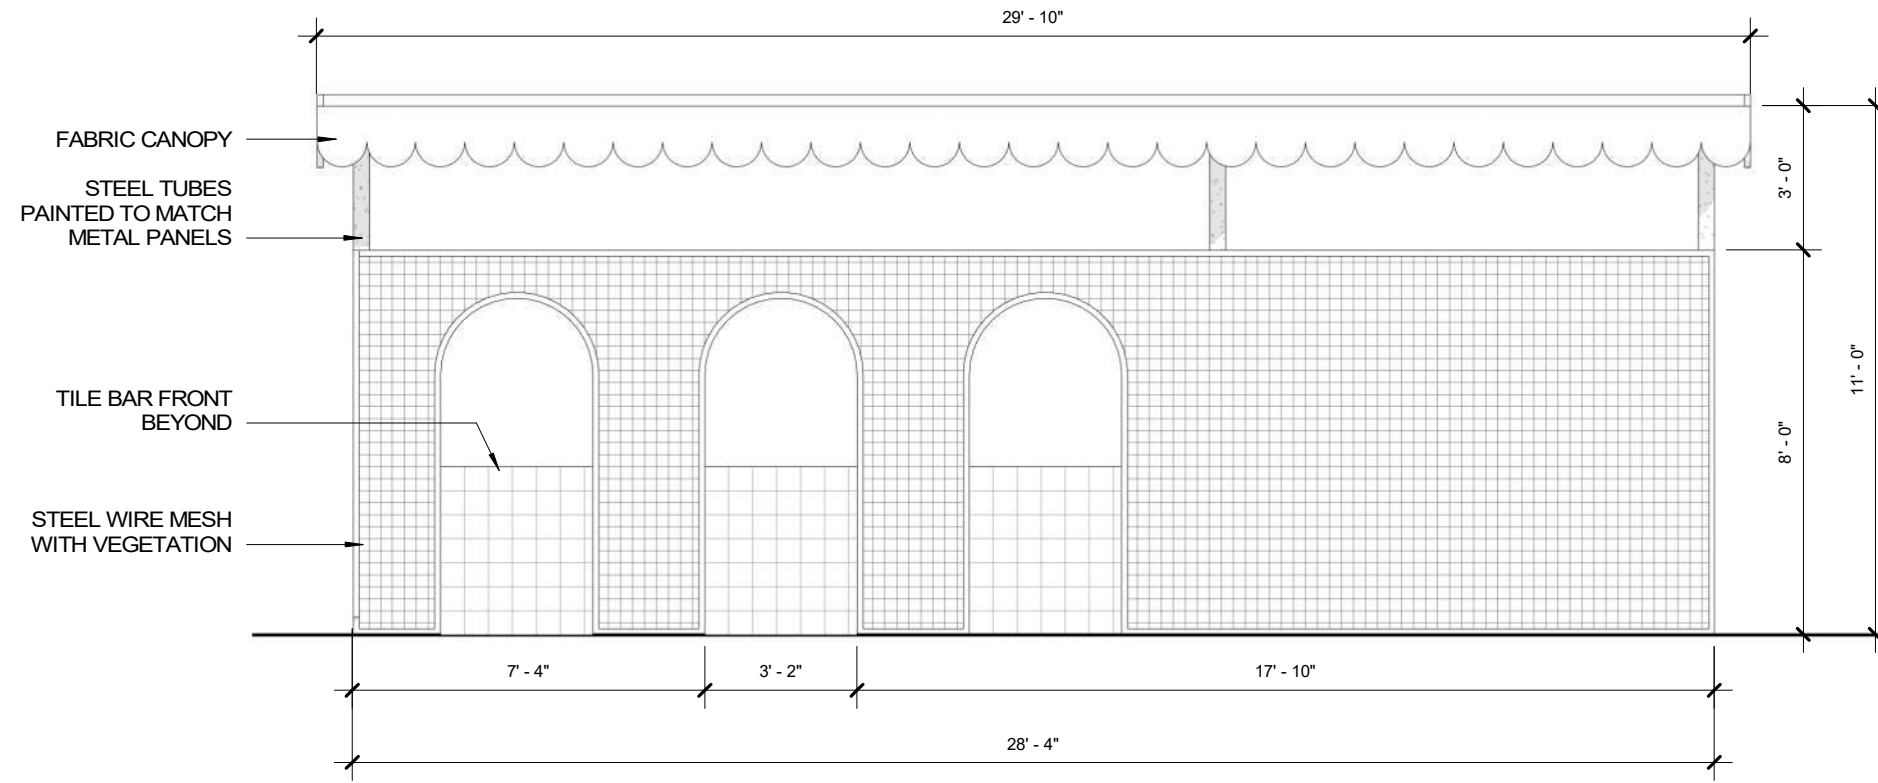 29' - 10"
FABRIC CANOPY
STEEL TUBES
PAINTED TO MATCH
METAL PANELS
3' - 0"
11' - 0"
TILE BAR FRONT
BEYOND
8' - 0"
STEEL WIRE MESH
WITH VEGETATION
7' - 4"
3' - 2"
17' - 10"
28' - 4"